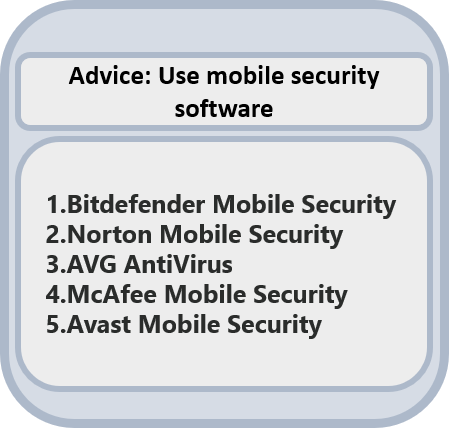 Advice: Use mobile security
software
1.Bitdefender Mobile Security
2.Norton Mobile Security
3.AVG AntiVirus
4.McAfee Mobile Security
5.Avast Mobile Security